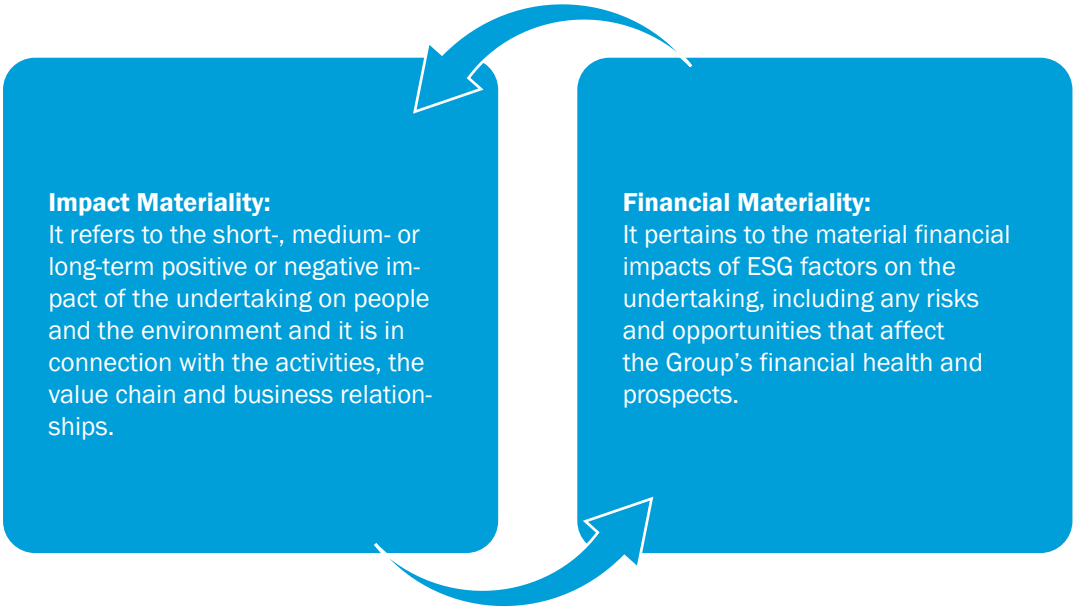 Impact Materiality:
It refers to the short-, medium- or
long-term positive or negative im-
pact of the undertaking on people
and the environment and it is in
connection with the activities, the
value chain and business relation-
ships.
Financial Materiality:
It pertains to the material financial
impacts of ESG factors on the
undertaking, including any risks
and opportunities that affect
the Group's financial health and
prospects.